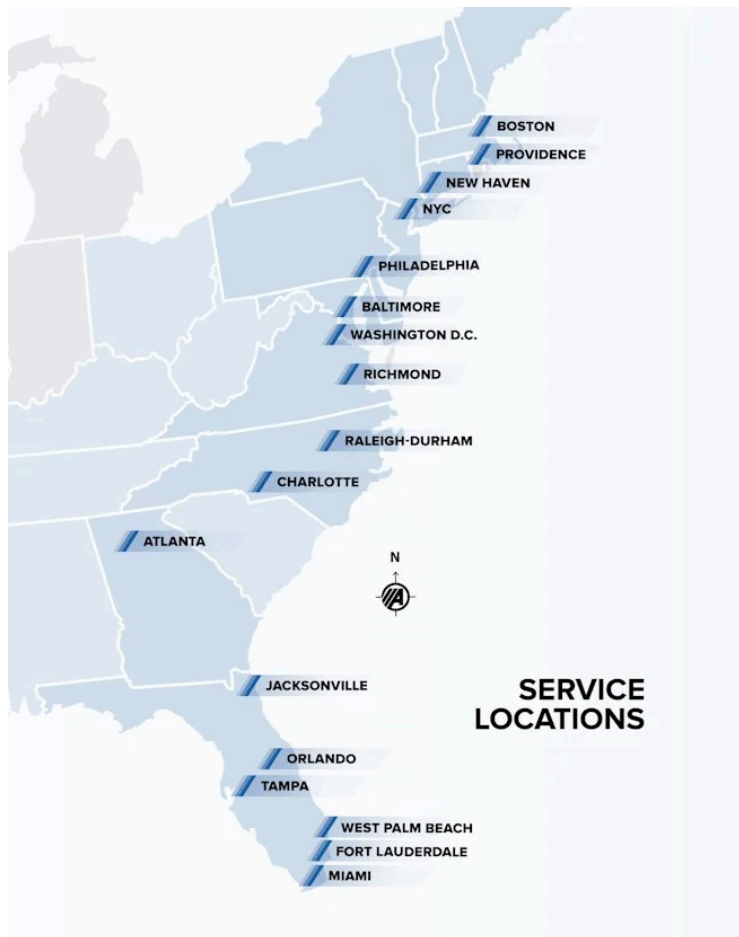 BOSTON
PROVIDENCE
NEW HAVEN
NYC
PHILADELPHIA
BALTIMORE
WASHINGTON D.C.
RICHMOND
RALEIGH-DURHAM
CHARLOTTE
ATLANTA
N
A
JACKSONVILLE
SERVICE
LOCATIONS
ORLANDO
TAMPA
WEST PALM BEACH
FORT LAUDERDALE
MIAMI